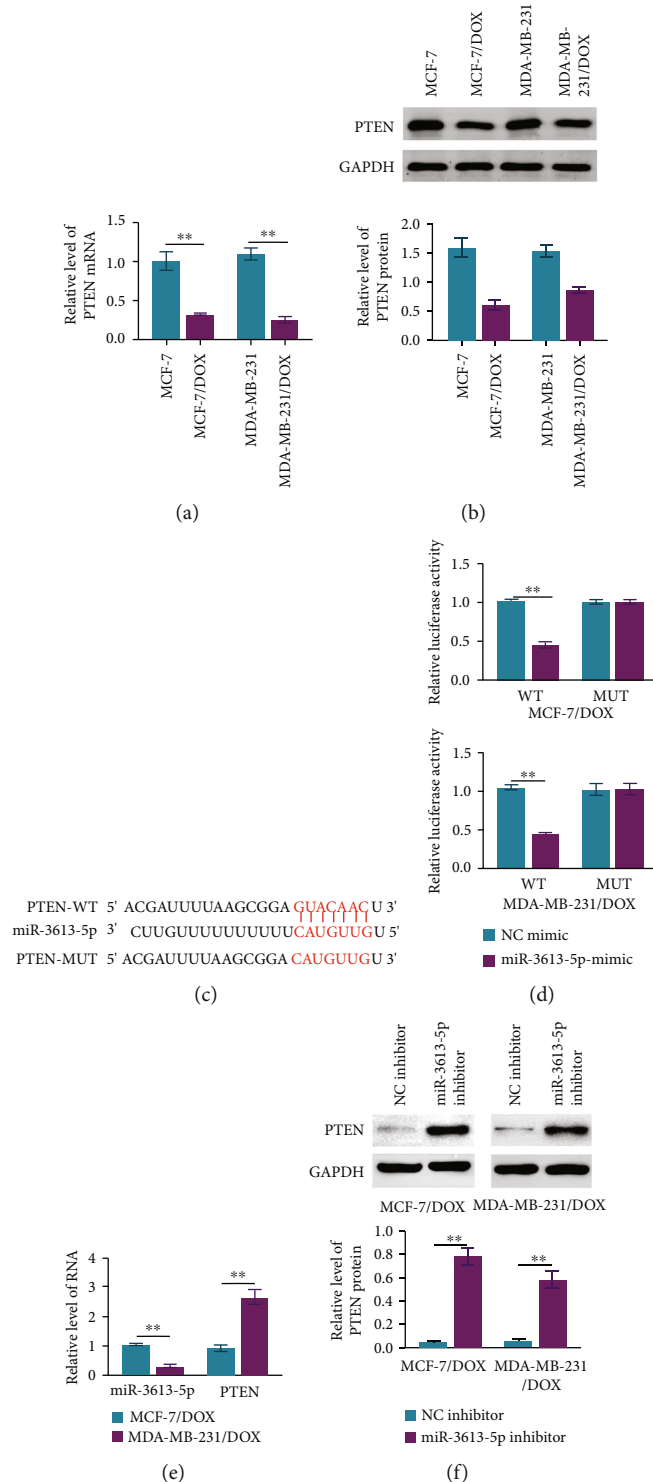 MCF-7
MCF-7/DOX
MDA-MB-231
MDA-MB-
231/DOX
PTEN
GAPDH
Relative level of
PTEN mRNA
1.5
1.0
0.5
0.0
**
**
MCF-7
MCF-7/DOX
MDA-MB-231
MDA-MB-231/DOX
(a)
Relative level of
PTEN protein
2.0
1.5
1.0
0.5
0.0
MCF-7
MCF-7/DOX
MDA-MB-231
MDA-MB-231/DOX
(b)
PTEN-WT 5' ACGAUUUUAAGCGGA GUACAACU 3'
miR-3613-5p 3' CUUGUUUUUUUUUUCAUGUUGU 5'
PTEN-MUT 5' ACGAUUUUAAGCGGA CAUGUUGU 3'
(c)
Relative luciferase activity
1.5
1.0
0.5
0.0
**
WT MUT
MCF-7/DOX
Relative luciferase activity
1.5
1.0
0.5
0.0
**
WT MUT
MDA-MB-231/DOX
NC mimic
miR-3613-5p-mimic
(d)
Relative level of RNA
4
3
2
1
0
**
**
miR-3613-5p PTEN
MCF-7/DOX
MDA-MB-231/DOX
(e)
NC inhibitor
miR-3613-5p
inhibitor
NC inhibitor
miR-3613-5p
inhibitor
PTEN
GAPDH
MCF-7/DOX MDA-MB-231/DOX
Relative level of
PTEN protein
1.0
0.8
0.6
0.4
0.2
0.0
**
**
MCF-7/DOX MDA-MB-231
/DOX
NC inhibitor
miR-3613-5p inhibitor
(f)